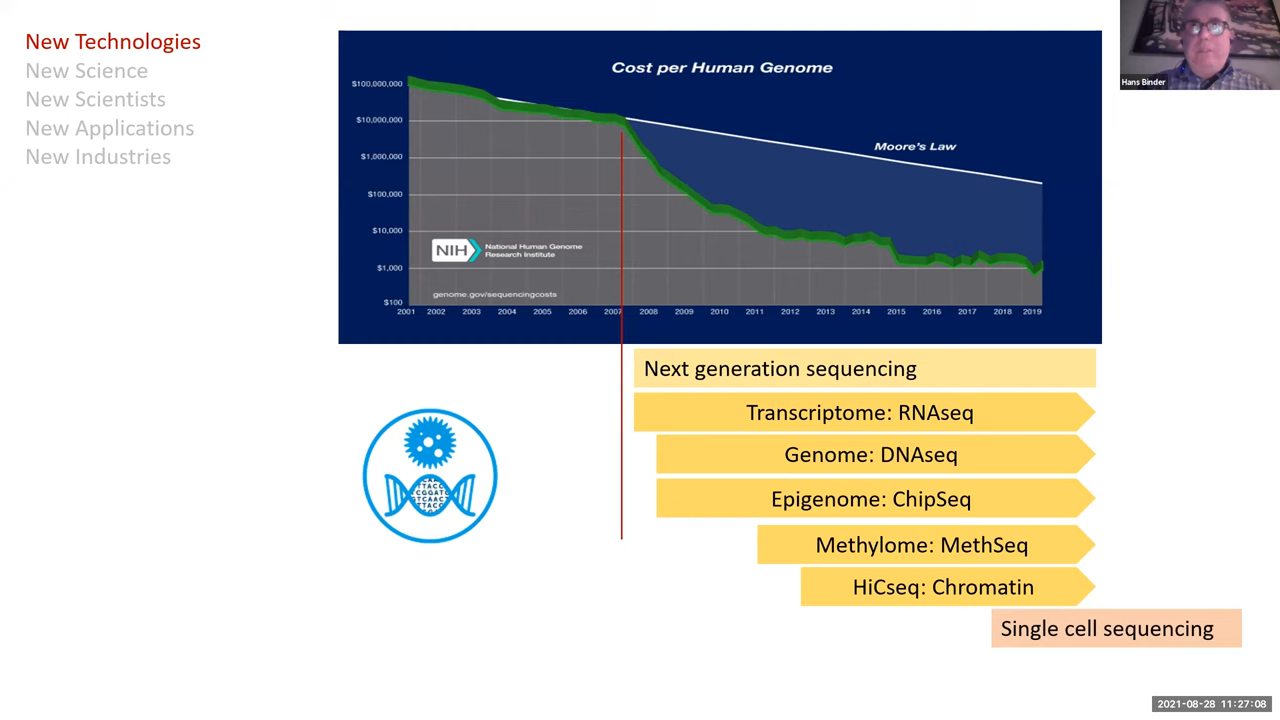 New Technologies
New Science
New Scientists
New Applications
New Industries
Cost per Human Genome
$100,000,000
$10,000,000
$1,000,000
$100,000
$10,000
$1,000
$100
Moore's Law
NIH National Human Genome
Research Institute
genome.gov/sequencingcosts
2001 2002 2003 2004 2005 2006 2007 2008 2009 2010 2011 2012 2013 2014 2015 2016 2017 2018 2019
Hans Binder
Next generation sequencing
Transcriptome: RNAseq
Genome: DNAseq
Epigenome: ChipSeq
Methylome: MethSeq
HiCseq: Chromatin
Single cell sequencing
TTACC
CGGATC
GTCAACT
TTACC
2021-08-28 11:27:08